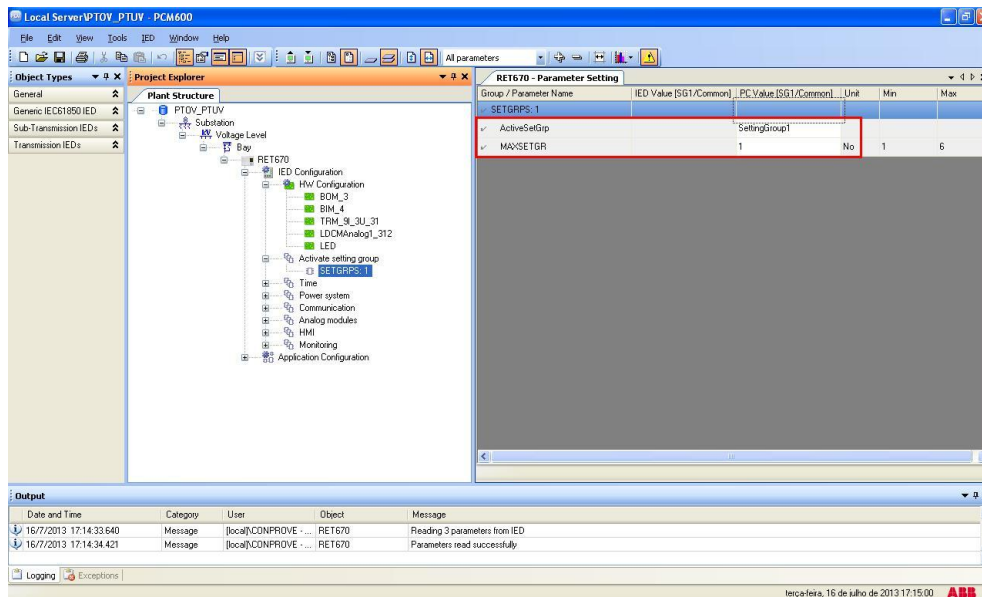 Local Server\PTOV_PTUV - PCM600
File Edit View Tools IED Window Help
All parameters
Object Types
General
Generic IEC61850 IED
Sub-Transmission IEDs
Transmission IEDs
Project Explorer
Plant Structure
PTOV_PTUV
Substation
Voltage Level
Bay
RET670
IED Configuration
HW Configuration
BOM_3
BIM_4
TRM_9I_3U_31
LDCMAnalog1_312
LED
Activate setting group
SETGRPS: 1
Time
Power system
Communication
Analog modules
HMI
Monitoring
Application Configuration
RET670 - Parameter Setting
Group / Parameter Name IED Value [SG1/Common] PC Value [SG1/Common] Unit Min Max
SETGRPS: 1
ActiveSetGrp SettingGroup1
MAXSETGR 1 No 1 6
Output
Date and Time Category User Object Message
16/7/2013 17:14:33.640 Message [local]\CONPROVE - ... RET670 Reading 3 parameters from IED
16/7/2013 17:14:34.421 Message [local]\CONPROVE - ... RET670 Parameters read successfully
Logging Exceptions
terça-feira, 16 de julho de 2013 17:15:00 ABB